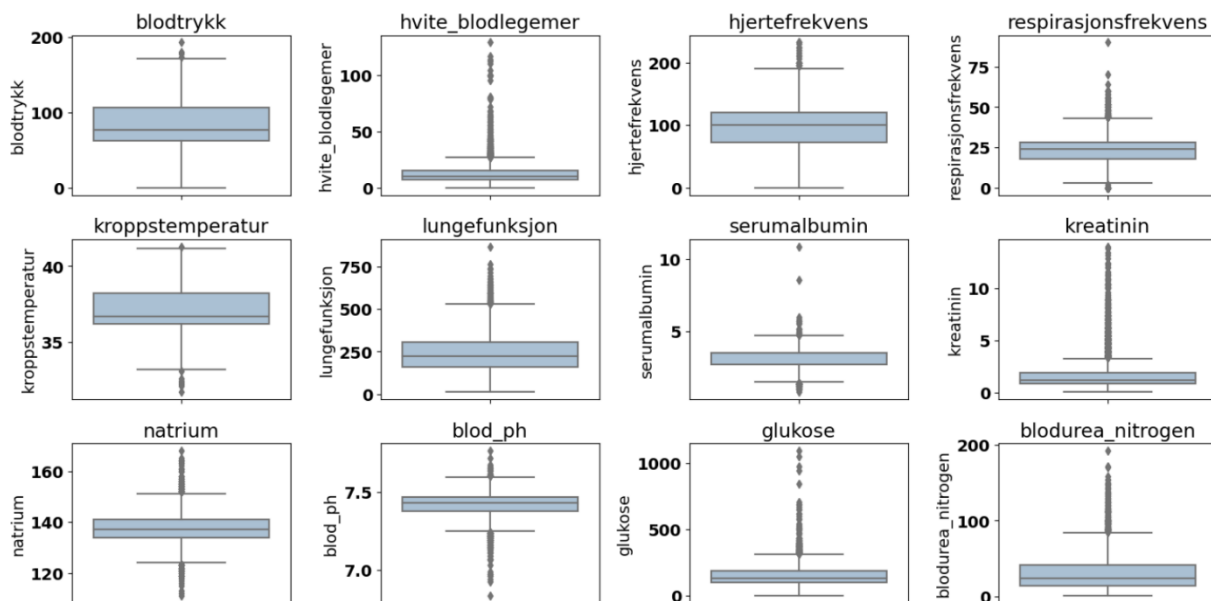 blodtrykk
hvite_blodlegemer
hjertefrekvens
respirasjonsfrekvens
200
100
0
blodtrykk
100
50
0
hvite_blodlegemer
200
100
0
hjertefrekvens
75
50
25
0
respirasjonsfrekvens
kroppstemperatur
lungefunksjon
serumalbumin
kreatinin
40
35
kroppstemperatur
750
500
250
0
lungefunksjon
10
5
serumalbumin
10
5
0
kreatinin
natrium
blod_ph
glukose
blodurea_nitrogen
160
140
120
natrium
7.5
7.0
blod_ph
1000
500
0
glukose
200
100
0
blodurea_nitrogen